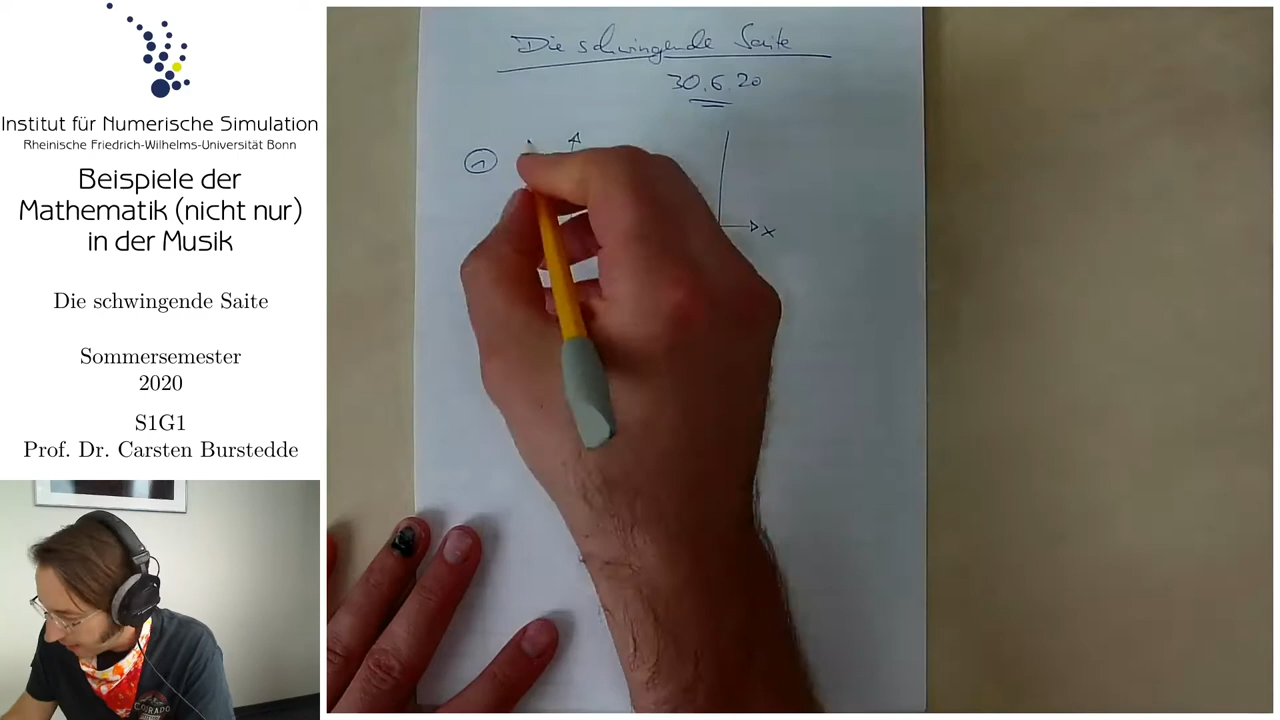 Institut für Numerische Simulation
Rheinische Friedrich-Wilhelms-Universität Bonn
Beispiele der
Mathematik (nicht nur)
in der Musik
Die schwingende Saite
Sommersemester
2020
S1G1
Prof. Dr. Carsten Burstedde
Die schwingende Saite
30.6.20
1
x